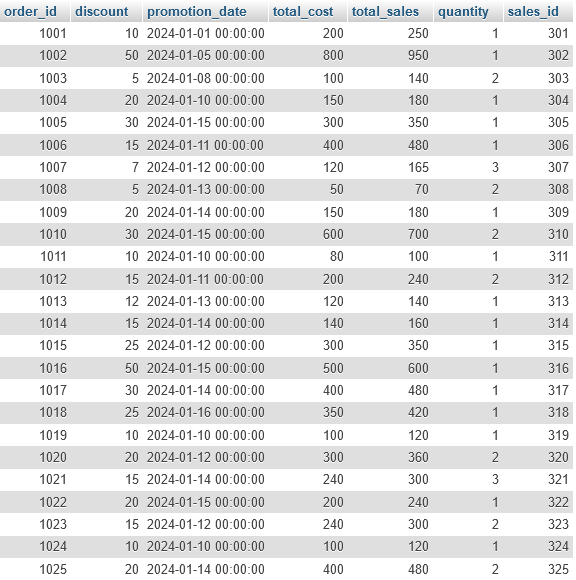 order_id discount promotion_date total_cost total_sales quantity sales_id
1001 10 2024-01-01 00:00:00 200 250 1 301
1002 50 2024-01-05 00:00:00 800 950 1 302
1003 5 2024-01-08 00:00:00 100 140 2 303
1004 20 2024-01-10 00:00:00 150 180 1 304
1005 30 2024-01-15 00:00:00 300 350 1 305
1006 15 2024-01-11 00:00:00 400 480 1 306
1007 7 2024-01-12 00:00:00 120 165 3 307
1008 5 2024-01-13 00:00:00 50 70 2 308
1009 20 2024-01-14 00:00:00 150 180 1 309
1010 30 2024-01-15 00:00:00 600 700 2 310
1011 10 2024-01-10 00:00:00 80 100 1 311
1012 15 2024-01-11 00:00:00 200 240 2 312
1013 12 2024-01-13 00:00:00 120 140 1 313
1014 15 2024-01-14 00:00:00 140 160 1 314
1015 25 2024-01-12 00:00:00 300 350 1 315
1016 50 2024-01-15 00:00:00 500 600 1 316
1017 30 2024-01-14 00:00:00 400 480 1 317
1018 25 2024-01-16 00:00:00 350 420 1 318
1019 10 2024-01-10 00:00:00 100 120 1 319
1020 20 2024-01-12 00:00:00 300 360 2 320
1021 15 2024-01-14 00:00:00 240 300 3 321
1022 20 2024-01-15 00:00:00 200 240 1 322
1023 15 2024-01-12 00:00:00 240 300 2 323
1024 10 2024-01-10 00:00:00 100 120 1 324
1025 20 2024-01-14 00:00:00 400 480 2 325